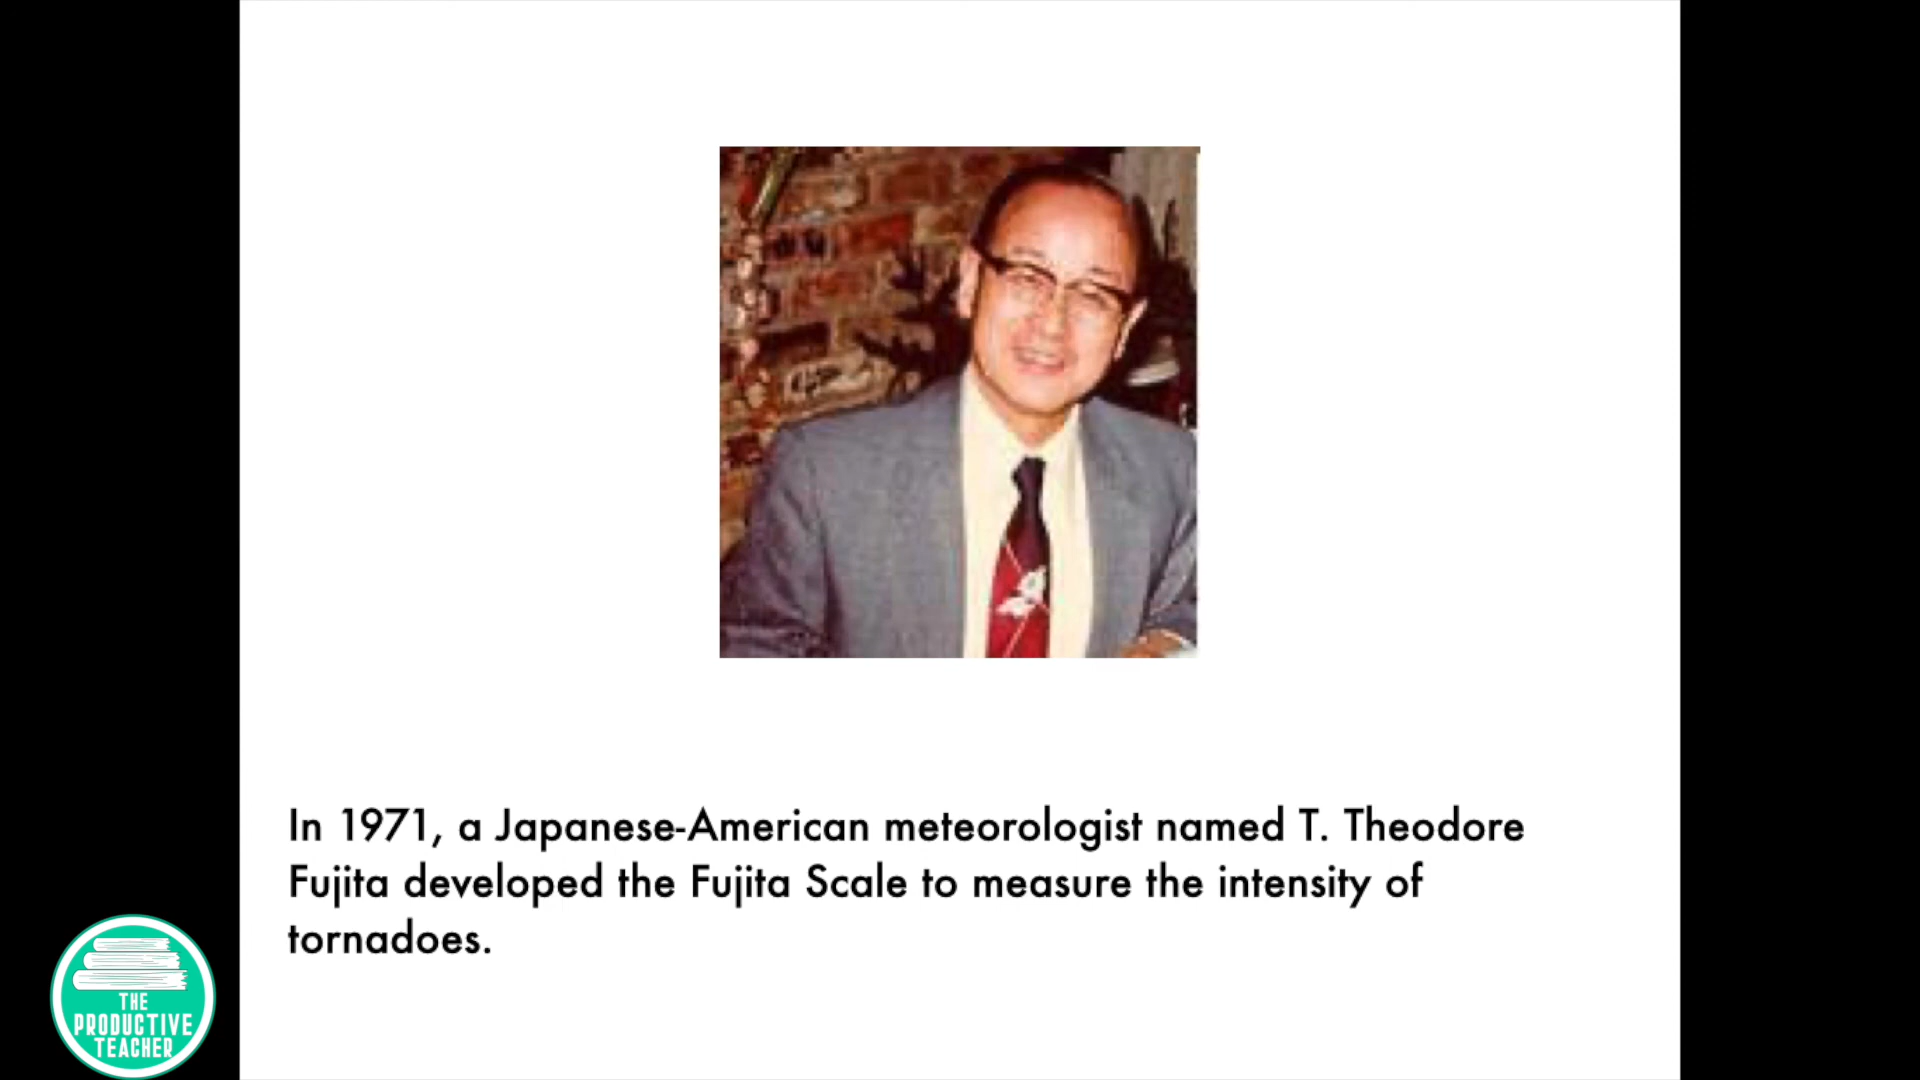 In 1971, a Japanese-American meteorologist named T. Theodore
Fujita developed the Fujita Scale to measure the intensity of
tornadoes.
THE
PRODUCTIVE
TEACHER